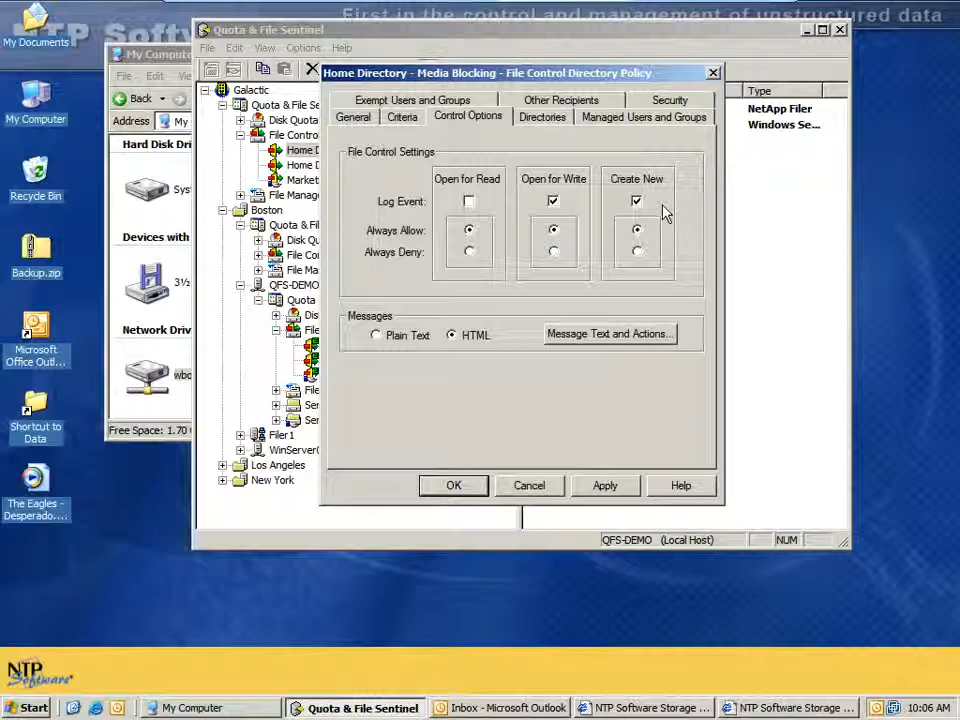 First in the control and management of unstructured data
My Documents
My Computer
Recycle Bin
Backup.zip
Microsoft
Office Outl...
Shortcut to
Data
The Eagles -
Desperado....
My Compute
File Edit
Back
Address My
Hard Disk Dri
Sys
Devices with
3½
Network Driv
Free Space: 1.70
Quota & File Sentinel
File Edit View Options Help
Galactic
Quota & File Se
Disk Quota
File Control
Home D
Home D
Market
File Manage
Boston
Quota & Fil
Disk Qu
File Co
File Ma
QFS-DEMO
Quota
Dis
File
File
Ser
Ser
Filer1
WinServer
Los Angeles
New York
Type
NetApp Filer
Windows Se...
Home Directory - Media Blocking - File Control Directory Policy
Exempt Users and Groups Other Recipients Security
General Criteria Control Options Directories Managed Users and Groups
File Control Settings
Open for Read Open for Write Create New
Log Event:
Always Allow:
Always Deny:
Messages
Plain Text HTML Message Text and Actions...
OK Cancel Apply Help
QFS-DEMO (Local Host) NUM
NTP
Software
Start My Computer Quota & File Sentinel Inbox - Microsoft Outlook NTP Software Storage ... NTP Software Storage ... 10:06 AM